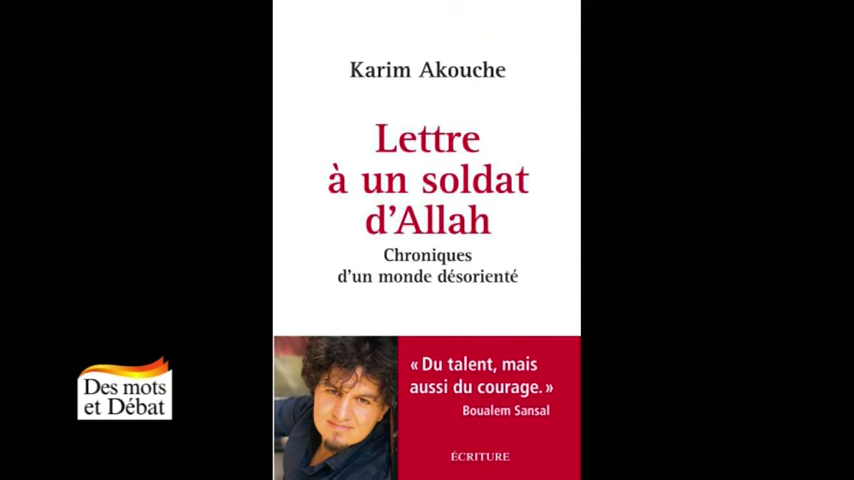 Karim Akouche
Lettre
à un soldat
d'Allah
Chroniques
d'un monde désorienté
« Du talent, mais
aussi du courage. »
Boualem Sansal
ÉCRITURE
Des mots
et Débat